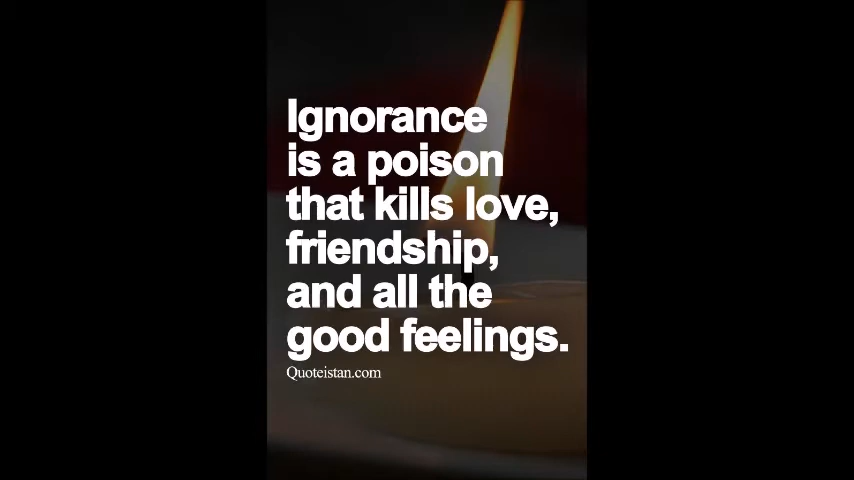 Ignorance
is a poison
that kills love,
friendship,
and all the
good feelings.
Quoteistan.com